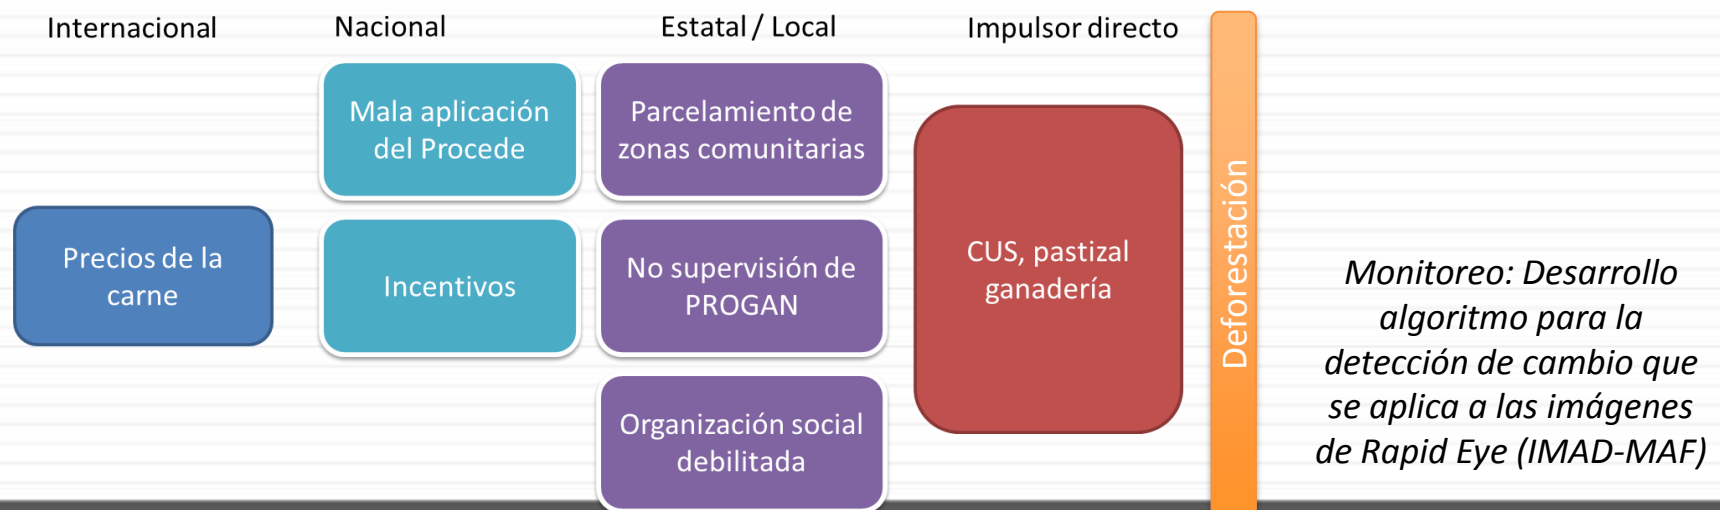 Internacional
Nacional
Estatal / Local
Impulsor directo
Precios de la
carne
Mala aplicación
del Procede
Incentivos
Parcelamiento de
zonas comunitarias
No supervisión de
PROGAN
Organización social
debilitada
CUS, pastizal
ganadería
Deforestación
Monitoreo: Desarrollo
algoritmo para la
detección de cambio que
se aplica a las imágenes
de Rapid Eye (IMAD-MAF)